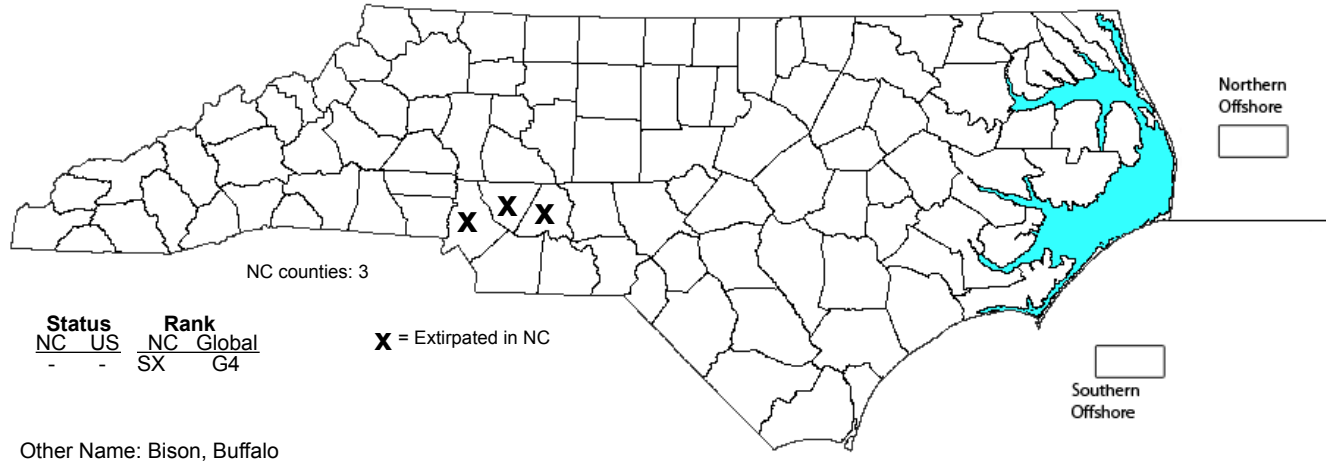 Northern
Offshore
X X X
NC counties: 3
Status Rank
NC US NC Global
- - SX G4
X = Extirpated in NC
Southern
Offshore
Other Name: Bison, Buffalo